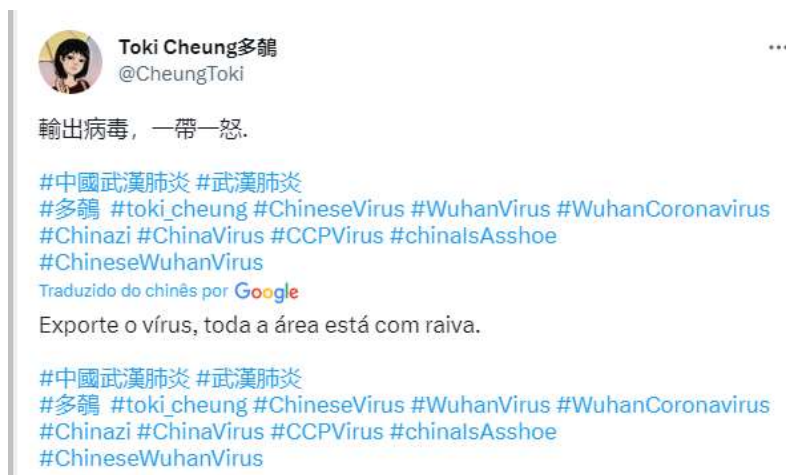 Toki Cheung多鵏
@CheungToki
輸出病毒，一帶一怒.
#中國武漢肺炎 #武漢肺炎
#多鵏 #toki_cheung #ChineseVirus #WuhanVirus #WuhanCoronavirus
#Chinazi #ChinaVirus #CCPVirus #chinaIsAsshoe
#ChineseWuhanVirus
Traduzido do chinês por Google
Exporte o vírus, toda a área está com raiva.
#中國武漢肺炎 #武漢肺炎
#多鵏 #toki_cheung #ChineseVirus #WuhanVirus #WuhanCoronavirus
#Chinazi #ChinaVirus #CCPVirus #chinaIsAsshoe
#ChineseWuhanVirus